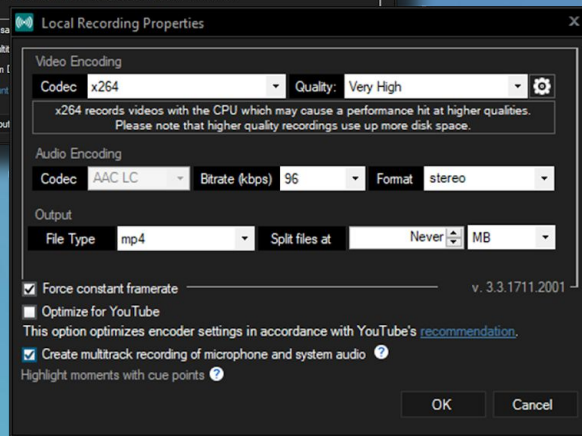 Local Recording Properties X
Video Encoding
Codec x264 Quality: Very High
x264 records videos with the CPU which may cause a performance hit at higher qualities.
Please note that higher quality recordings use up more disk space.
Audio Encoding
Codec AAC LC Bitrate (kbps) 96 Format stereo
Output
File Type mp4 Split files at Never MB
Force constant framerate v. 3.3.1711.2001
Optimize for YouTube
This option optimizes encoder settings in accordance with YouTube's recommendation.
Create multitrack recording of microphone and system audio ?
Highlight moments with cue points ?
OK Cancel